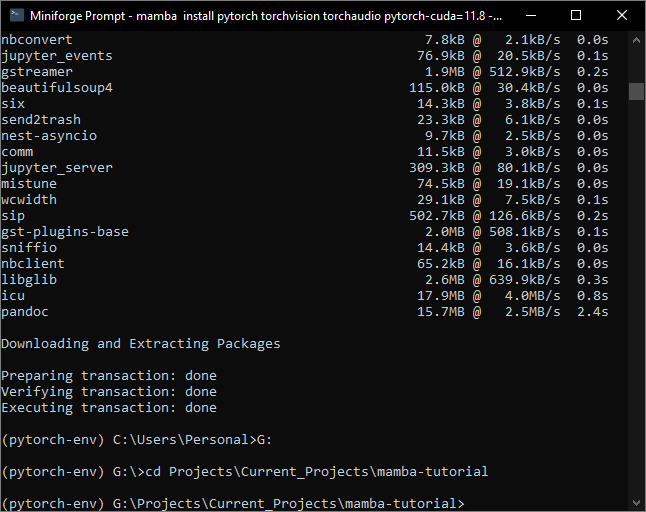 Miniforge Prompt - mamba  install pytorch torchvision torchaudio pytorch-cuda=11.8 -...
nbconvert 7.8kB @ 2.1kB/s 0.0s
jupyter_events 76.9kB @ 20.5kB/s 0.1s
gstreamer 1.9MB @ 512.9kB/s 0.2s
beautifulsoup4 115.0kB @ 30.4kB/s 0.0s
six 14.3kB @ 3.8kB/s 0.1s
send2trash 23.3kB @ 6.1kB/s 0.0s
nest-asyncio 9.7kB @ 2.5kB/s 0.0s
comm 11.5kB @ 3.0kB/s 0.0s
jupyter_server 309.3kB @ 80.1kB/s 0.0s
mistune 74.5kB @ 19.1kB/s 0.0s
wcwidth 29.1kB @ 7.5kB/s 0.1s
sip 502.7kB @ 126.6kB/s 0.2s
gst-plugins-base 2.0MB @ 508.1kB/s 0.1s
sniffio 14.4kB @ 3.6kB/s 0.0s
nbclient 65.2kB @ 16.1kB/s 0.0s
libglib 2.6MB @ 639.9kB/s 0.3s
icu 17.9MB @ 4.0MB/s 0.8s
pandoc 15.7MB @ 2.5MB/s 2.4s
Downloading and Extracting Packages
Preparing transaction: done
Verifying transaction: done
Executing transaction: done
(pytorch-env) C:\Users\Personal>G:
(pytorch-env) G:\>cd Projects\Current_Projects\mamba-tutorial
(pytorch-env) G:\Projects\Current_Projects\mamba-tutorial>